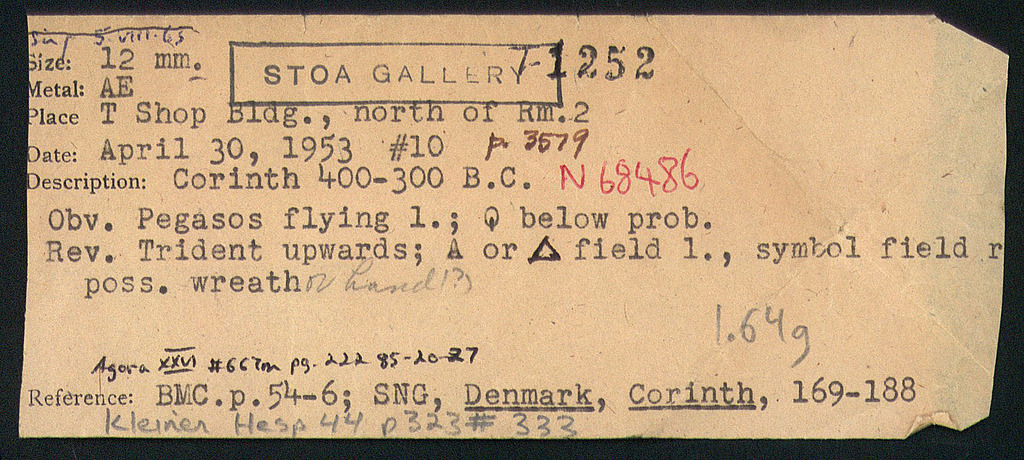 5-VIII-65
Size: 12 mm. STOA GALLERY T-1252
Metal: AE
Place T Shop Bldg., north of Rm.2
Date: April 30, 1953 #10 p. 3579
Description: Corinth 400-300 B.C. N 68486
Obv. Pegasos flying l.; Ϙ below prob.
Rev. Trident upwards; A or Δ field l., symbol field r
poss. wreath or hand(?)
1.64g
Agora XXVI #667m pg. 222 85-20-27
Reference: BMC.p.54-6; SNG, Denmark, Corinth, 169-188
Kleiner Hesp 44 p323# 333